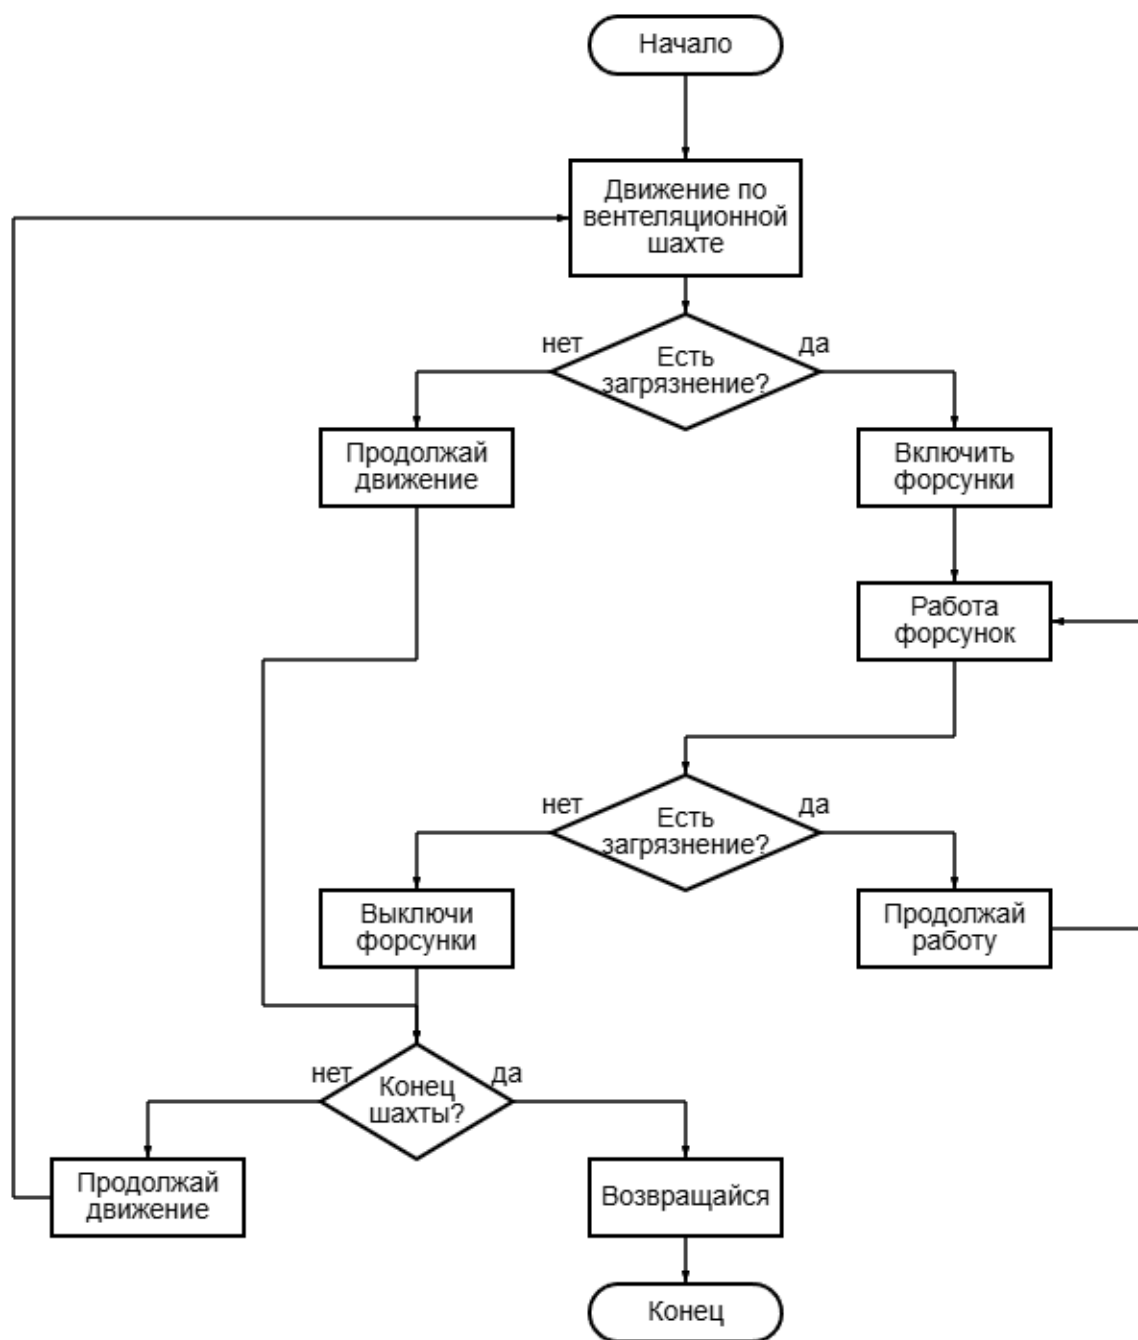 Начало
Движение по
вентеляционной
шахте
нет
да
Есть
загрязнение?
Продолжай
движение
Включить
форсунки
Работа
форсунок
нет
да
Есть
загрязнение?
Выключи
форсунки
Продолжай
работу
нет
да
Конец
шахты?
Продолжай
движение
Возвращайся
Конец